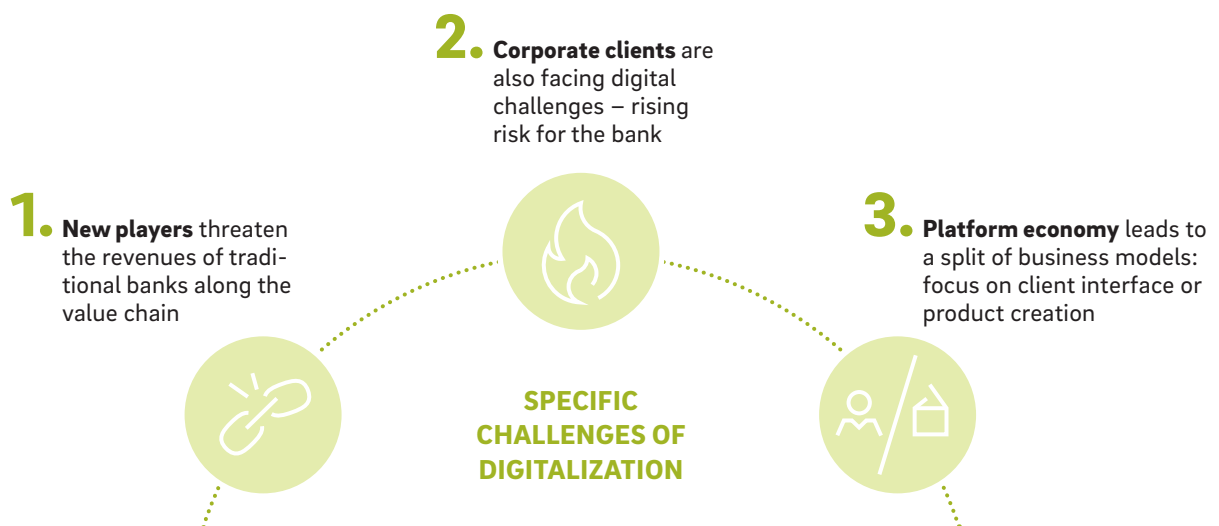 2. Corporate clients are
also facing digital
challenges – rising
risk for the bank
1. New players threaten
the revenues of tradi-
tional banks along the
value chain
3. Platform economy leads to
a split of business models:
focus on client interface or
product creation
SPECIFIC
CHALLENGES OF
DIGITALIZATION